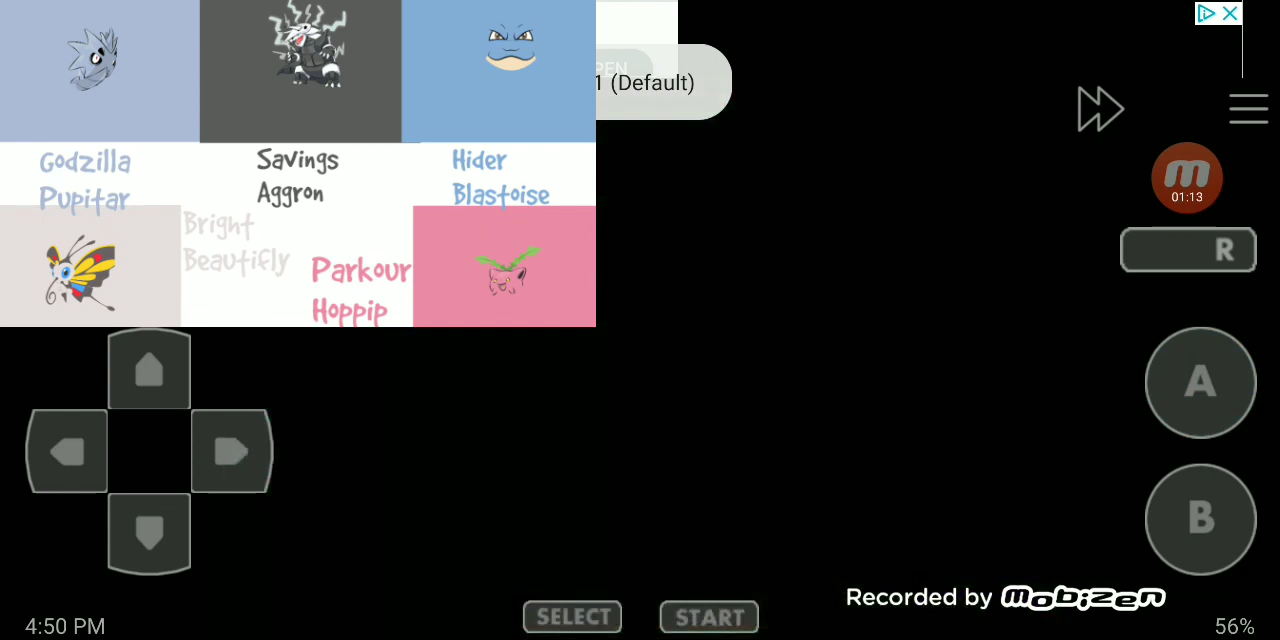 PEN
1 (Default)
01:13
R
Godzilla
Pupitar
Savings
Aggron
Hider
Blastoise
Bright
Beautifly
Parkour
Hoppip
A
B
Recorded by mobizen
SELECT
START
4:50 PM
56%